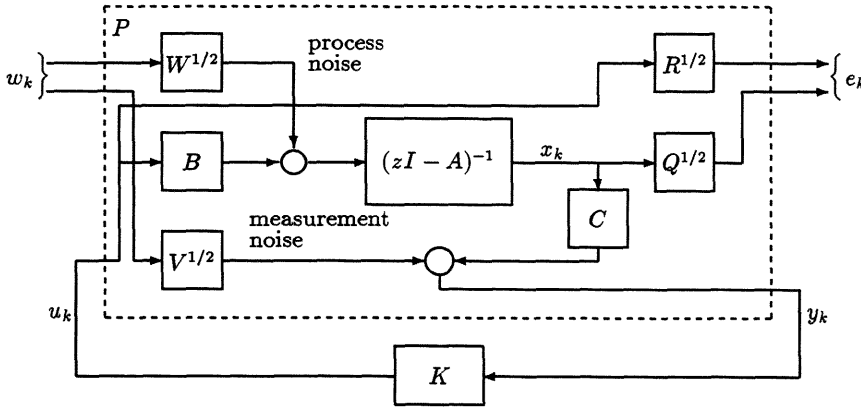 P
W^{1/2}
process
noise
R^{1/2}
w_k
e_k
B
(zI − A)^{-1}
x_k
Q^{1/2}
C
measurement
noise
V^{1/2}
u_k
y_k
K